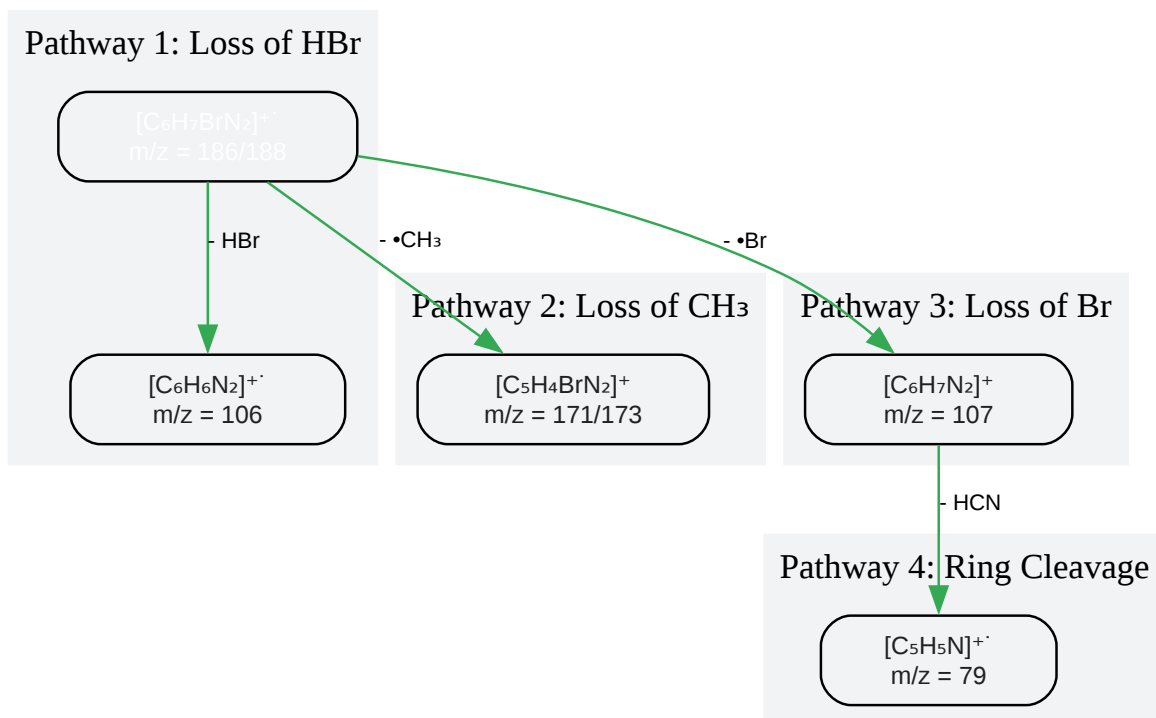 Pathway 1: Loss of HBr
[C₆H₇BrN₂]⁺˙
m/z = 186/188
- HBr
- •CH₃
- •Br
Pathway 2: Loss of CH₃
Pathway 3: Loss of Br
[C₆H₆N₂]⁺˙
m/z = 106
[C₅H₄BrN₂]⁺
m/z = 171/173
[C₆H₇N₂]⁺
m/z = 107
- HCN
Pathway 4: Ring Cleavage
[C₅H₅N]⁺˙
m/z = 79